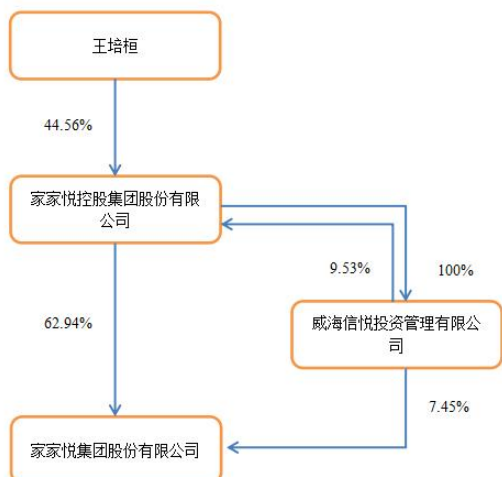 王培桓
44.56%
家家悦控股集团股份有限
公司
9.53%
100%
62.94%
威海信悦投资管理有限公
司
7.45%
家家悦集团股份有限公司